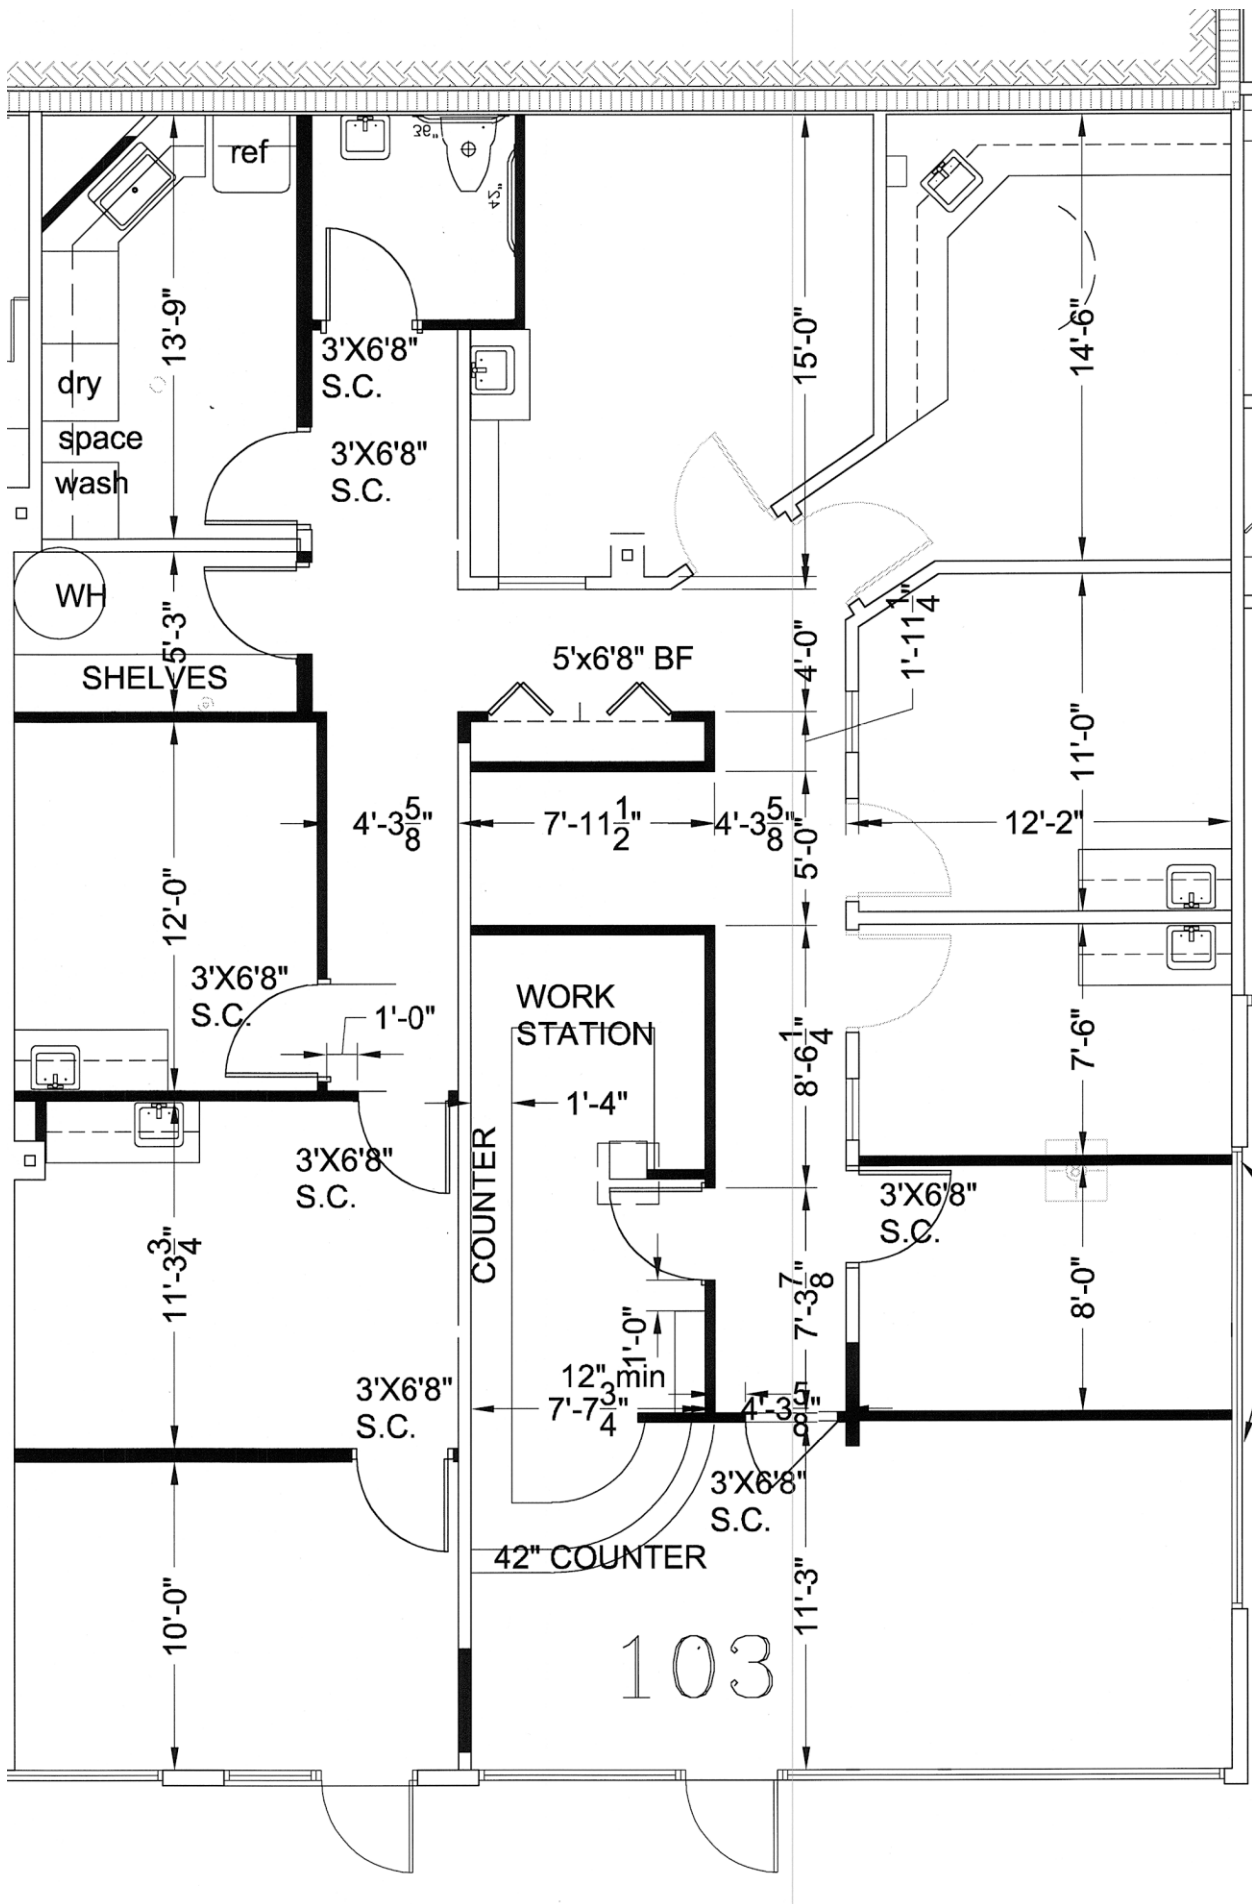 ref
36"
42"
13'-9"
15'-0"
14'-6"
3'X6'8"
S.C.
dry
space
wash
3'X6'8"
S.C.
WH
5'-3"
SHELVES
5'x6'8" BF
4'-0"
1'-11 1/4"
11'-0"
4'-3 5/8"
7'-11 1/2"
4'-3 5/8"
5'-0"
12'-2"
12'-0"
3'X6'8"
S.C.
1'-0"
WORK
STATION
8'-6 1/4"
7'-6"
1'-4"
COUNTER
3'X6'8"
S.C.
3'X6'8"
S.C.
11'-3 3/4"
7'-3 7/8"
8'-0"
1'-0"
12" min
3'X6'8"
S.C.
7'-7 3/4"
4'-3 5/8"
3'X6'8"
S.C.
42" COUNTER
10'-0"
11'-3"
103